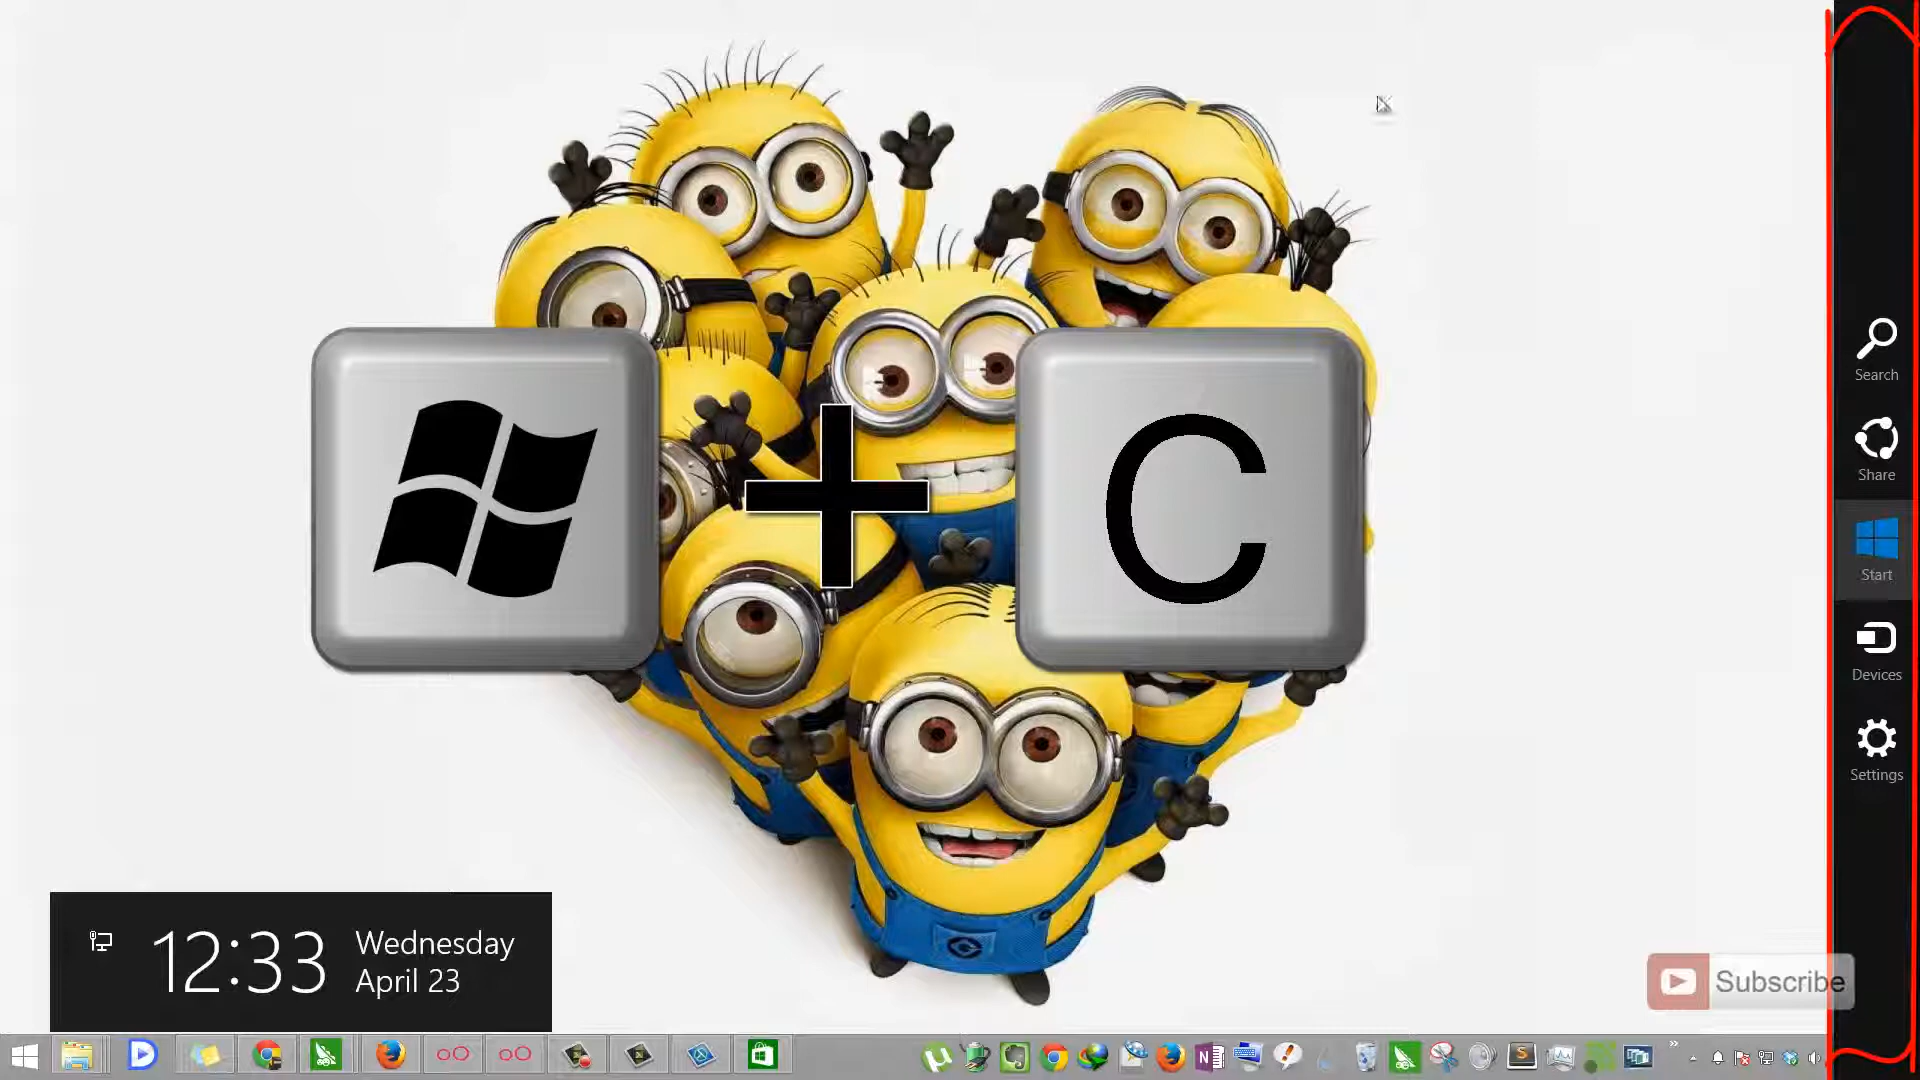 C
Search
Share
Start
Devices
Settings
12:33
Wednesday
April 23
Subscribe